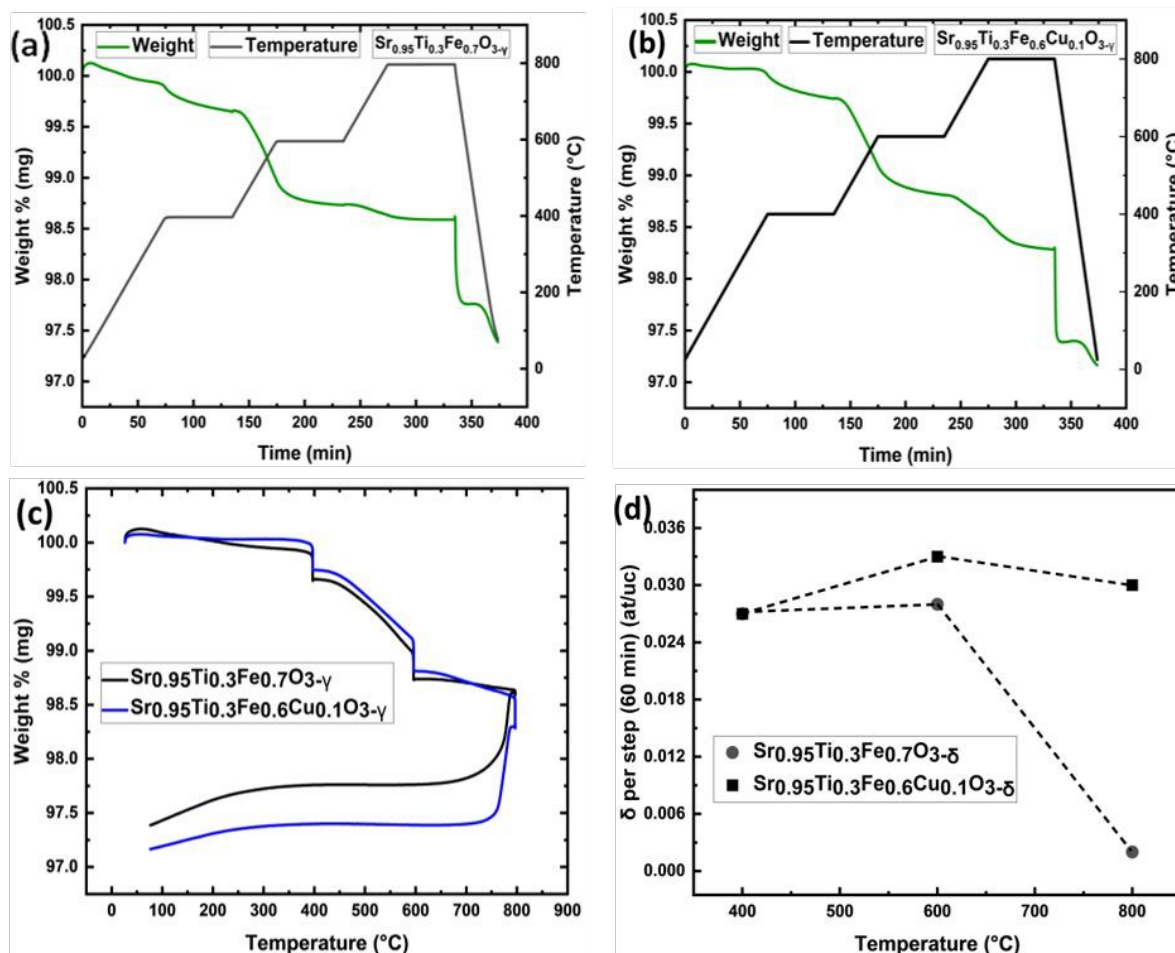 (a)
Weight
Temperature
Sr0.95Ti0.3Fe0.7O3-γ
100.5
100.0
99.5
99.0
98.5
98.0
97.5
97.0
Weight % (mg)
800
600
400
200
0
Temperature (°C)
0 50 100 150 200 250 300 350 400
Time (min)
(b)
Weight
Temperature
Sr0.95Ti0.3Fe0.6Cu0.1O3-γ
100.5
100.0
99.5
99.0
98.5
98.0
97.5
97.0
Weight % (mg)
800
600
400
200
0
Temperature (°C)
0 50 100 150 200 250 300 350 400
Time (min)
(c)
100.5
100.0
99.5
99.0
98.5
98.0
97.5
97.0
Weight % (mg)
Sr0.95Ti0.3Fe0.7O3-γ
Sr0.95Ti0.3Fe0.6Cu0.1O3-γ
0 100 200 300 400 500 600 700 800 900
Temperature (°C)
(d)
0.036
0.030
0.024
0.018
0.012
0.006
0.000
δ per step (60 min) (at/uc)
Sr0.95Ti0.3Fe0.7O3-δ
Sr0.95Ti0.3Fe0.6Cu0.1O3-δ
400 500 600 700 800
Temperature (°C)